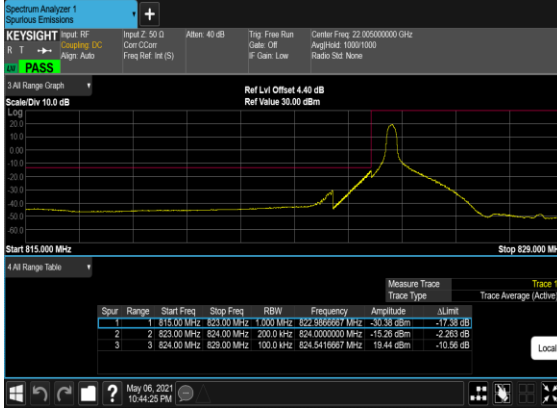 Spectrum Analyzer 1
Spurious Emissions
+
KEYSIGHT Input: RF Input Z: 50 Ω Atten: 40 dB Trig: Free Run Center Freq: 22.005000000 GHz
R T Coupling: DC Corr CCorr Gate: Off Avg|Hold: 1000/1000
Align: Auto Freq Ref: Int (S) IF Gain: Low Radio Std: None
PASS
3 All Range Graph
Ref Lvl Offset 4.40 dB
Scale/Div 10.0 dB Ref Value 30.00 dBm
Log
20.0
10.0
0.00
-10.0
-20.0
-30.0
-40.0
-50.0
-60.0
Start 815.000 MHz Stop 829.000 MH
4 All Range Table
Measure Trace Trace 1
Trace Type Trace Average (Active)
Spur Range Start Freq Stop Freq RBW Frequency Amplitude ΔLimit
1 1 815.00 MHz 823.00 MHz 1.000 MHz 822.9866667 MHz -30.38 dBm -17.38 dB
2 2 823.00 MHz 824.00 MHz 200.0 kHz 824.0000000 MHz -15.26 dBm -2.263 dB
3 3 824.00 MHz 829.00 MHz 100.0 kHz 824.5416667 MHz 19.44 dBm -10.56 dB
Local
? May 06, 2021
10:44:25 PM